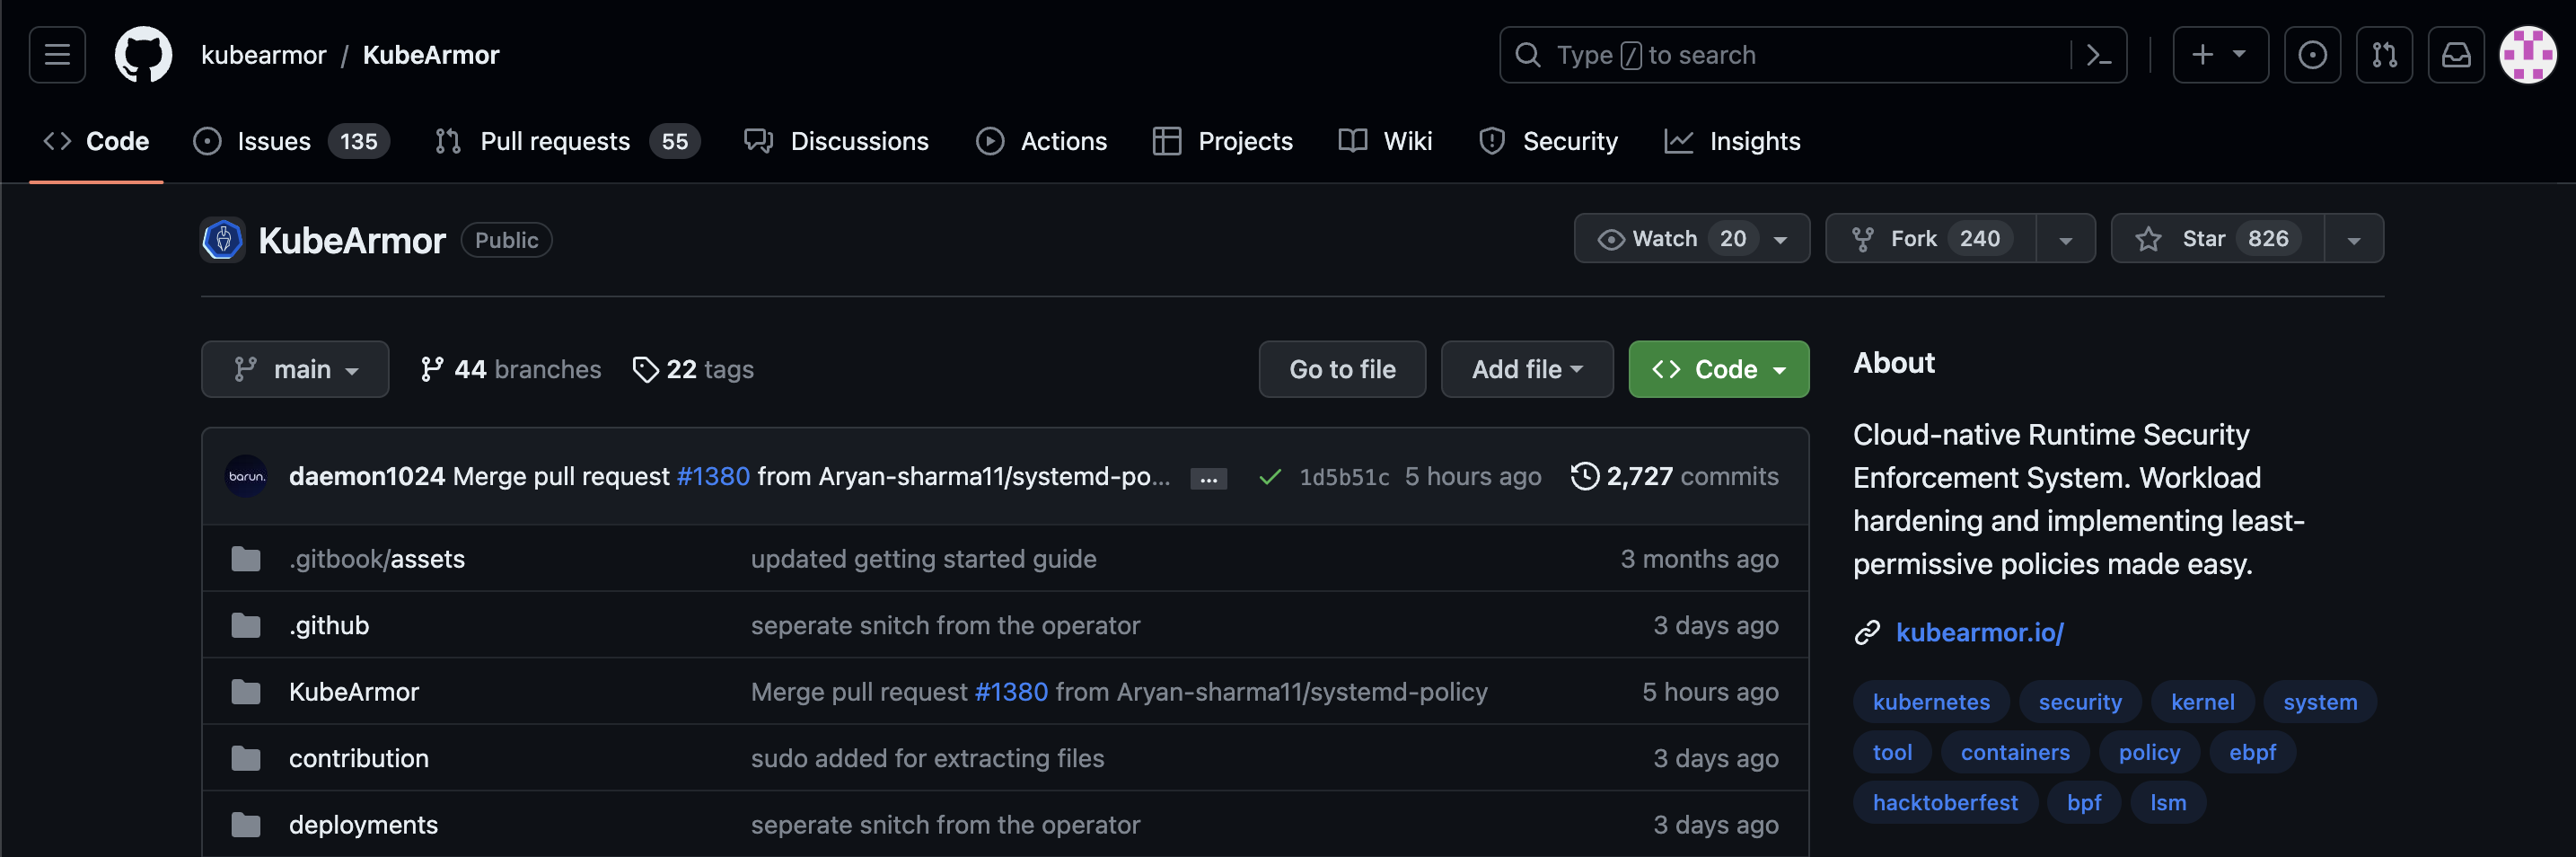 kubearmor / KubeArmor
Type / to search
Code
Issues 135
Pull requests 55
Discussions
Actions
Projects
Wiki
Security
Insights
KubeArmor Public
Watch 20
Fork 240
Star 826
main
44 branches
22 tags
Go to file
Add file
Code
barun.
daemon1024 Merge pull request #1380 from Aryan-sharma11/systemd-po... ... 1d5b51c 5 hours ago 2,727 commits
.gitbook/assets updated getting started guide 3 months ago
.github seperate snitch from the operator 3 days ago
KubeArmor Merge pull request #1380 from Aryan-sharma11/systemd-policy 5 hours ago
contribution sudo added for extracting files 3 days ago
deployments seperate snitch from the operator 3 days ago
About
Cloud-native Runtime Security
Enforcement System. Workload
hardening and implementing least-
permissive policies made easy.
kubearmor.io/
kubernetes security kernel system
tool containers policy ebpf
hacktoberfest bpf lsm